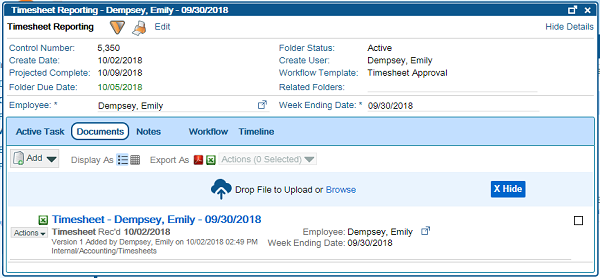 Timesheet Reporting - Dempsey, Emily - 09/30/2018
Timesheet Reporting Edit Hide Details
Control Number: 5,350 Folder Status: Active
Create Date: 10/02/2018 Create User: Dempsey, Emily
Projected Complete: 10/09/2018 Workflow Template: Timesheet Approval
Folder Due Date: 10/05/2018 Related Folders:
Employee: * Dempsey, Emily Week Ending Date: * 09/30/2018
Active Task Documents Notes Workflow Timeline
Add Display As Export As Actions (0 Selected)
Drop File to Upload or Browse X Hide
Timesheet - Dempsey, Emily - 09/30/2018
Actions Timesheet Rec'd 10/02/2018 Employee: Dempsey, Emily
Version 1 Added by Dempsey, Emily on 10/02/2018 02:49 PM Week Ending Date: 09/30/2018
Internal/Accounting/Timesheets